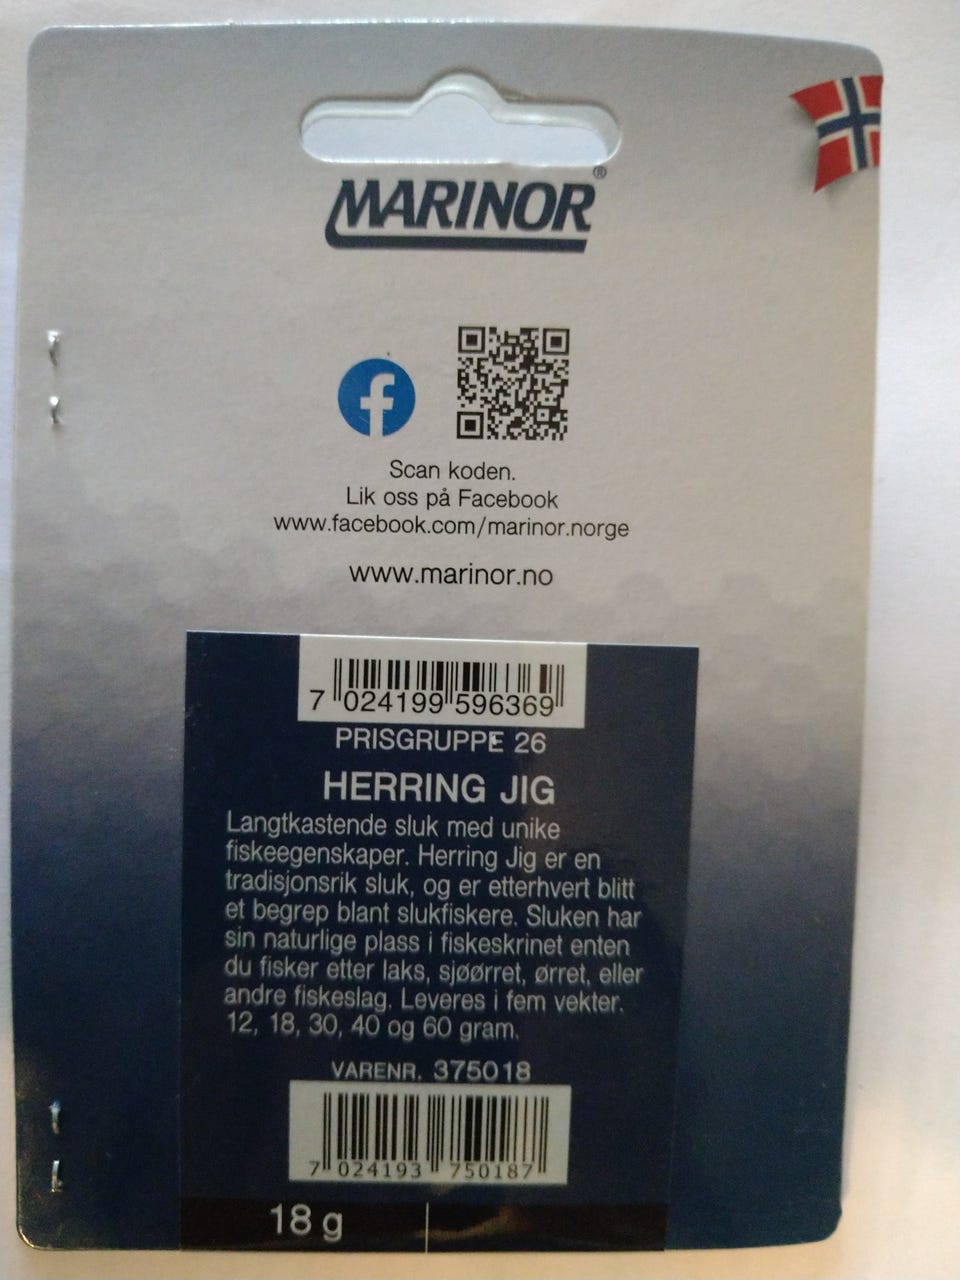 MARINOR®
f
Scan koden.
Lik oss på Facebook
www.facebook.com/marinor.norge
www.marinor.no
7 024199 596369
PRISGRUPPE 26
HERRING JIG
Langtkastende sluk med unike
fiskeegenskaper. Herring Jig er en
tradisjonsrik sluk, og er etterhvert blitt
et begrep blant slukfiskere. Sluken har
sin naturlige plass i fiskeskrinet enten
du fisker etter laks, sjøørret, ørret, eller
andre fiskeslag. Leveres i fem vekter.
12, 18, 30, 40 og 60 gram.
VARENR. 375018
7 024193 750187
18 g